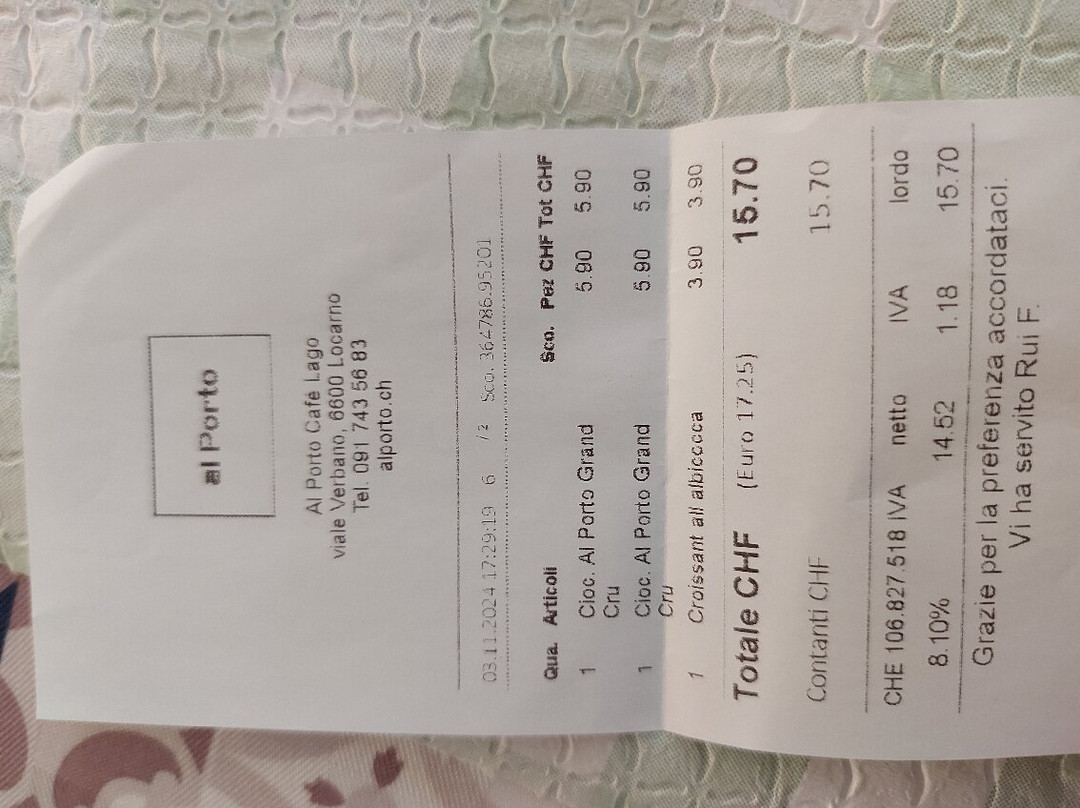 al Porto
Al Porto Café Lago
viale Verbano, 6600 Locarno
Tel. 091 743 56 83
alporto.ch
03.11.2024 17:29:19 6 / 2 Sco. 364786.95201
Qua. Articoli Sco. Pez CHF Tot CHF
1 Cioc. Al Porto Grand 5.90 5.90
Cru
1 Cioc. Al Porto Grand 5.90 5.90
Cru
1 Croissant all albicocca 3.90 3.90
Totale CHF (Euro 17.25) 15.70
Contanti CHF 15.70
CHE 106.827.518 IVA netto IVA lordo
8.10% 14.52 1.18 15.70
Grazie per la preferenza accordataci.
Vi ha servito Rui F.